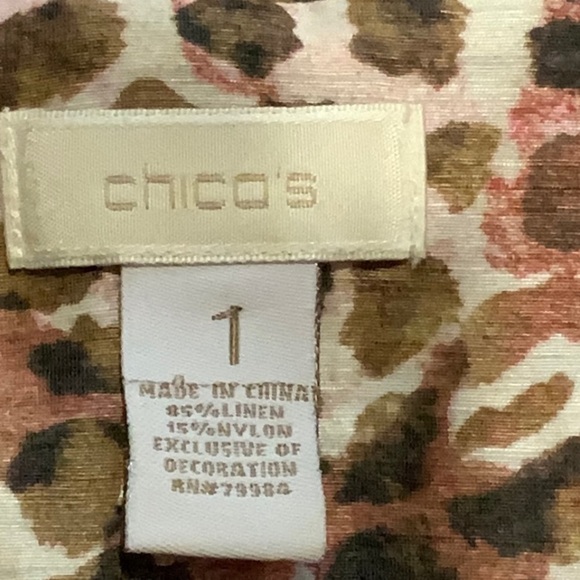 chico's
1
MADE IN CHINA
85%LINEN
15%NYLON
EXCLUSIVE OF
DECORATION
RN#79984